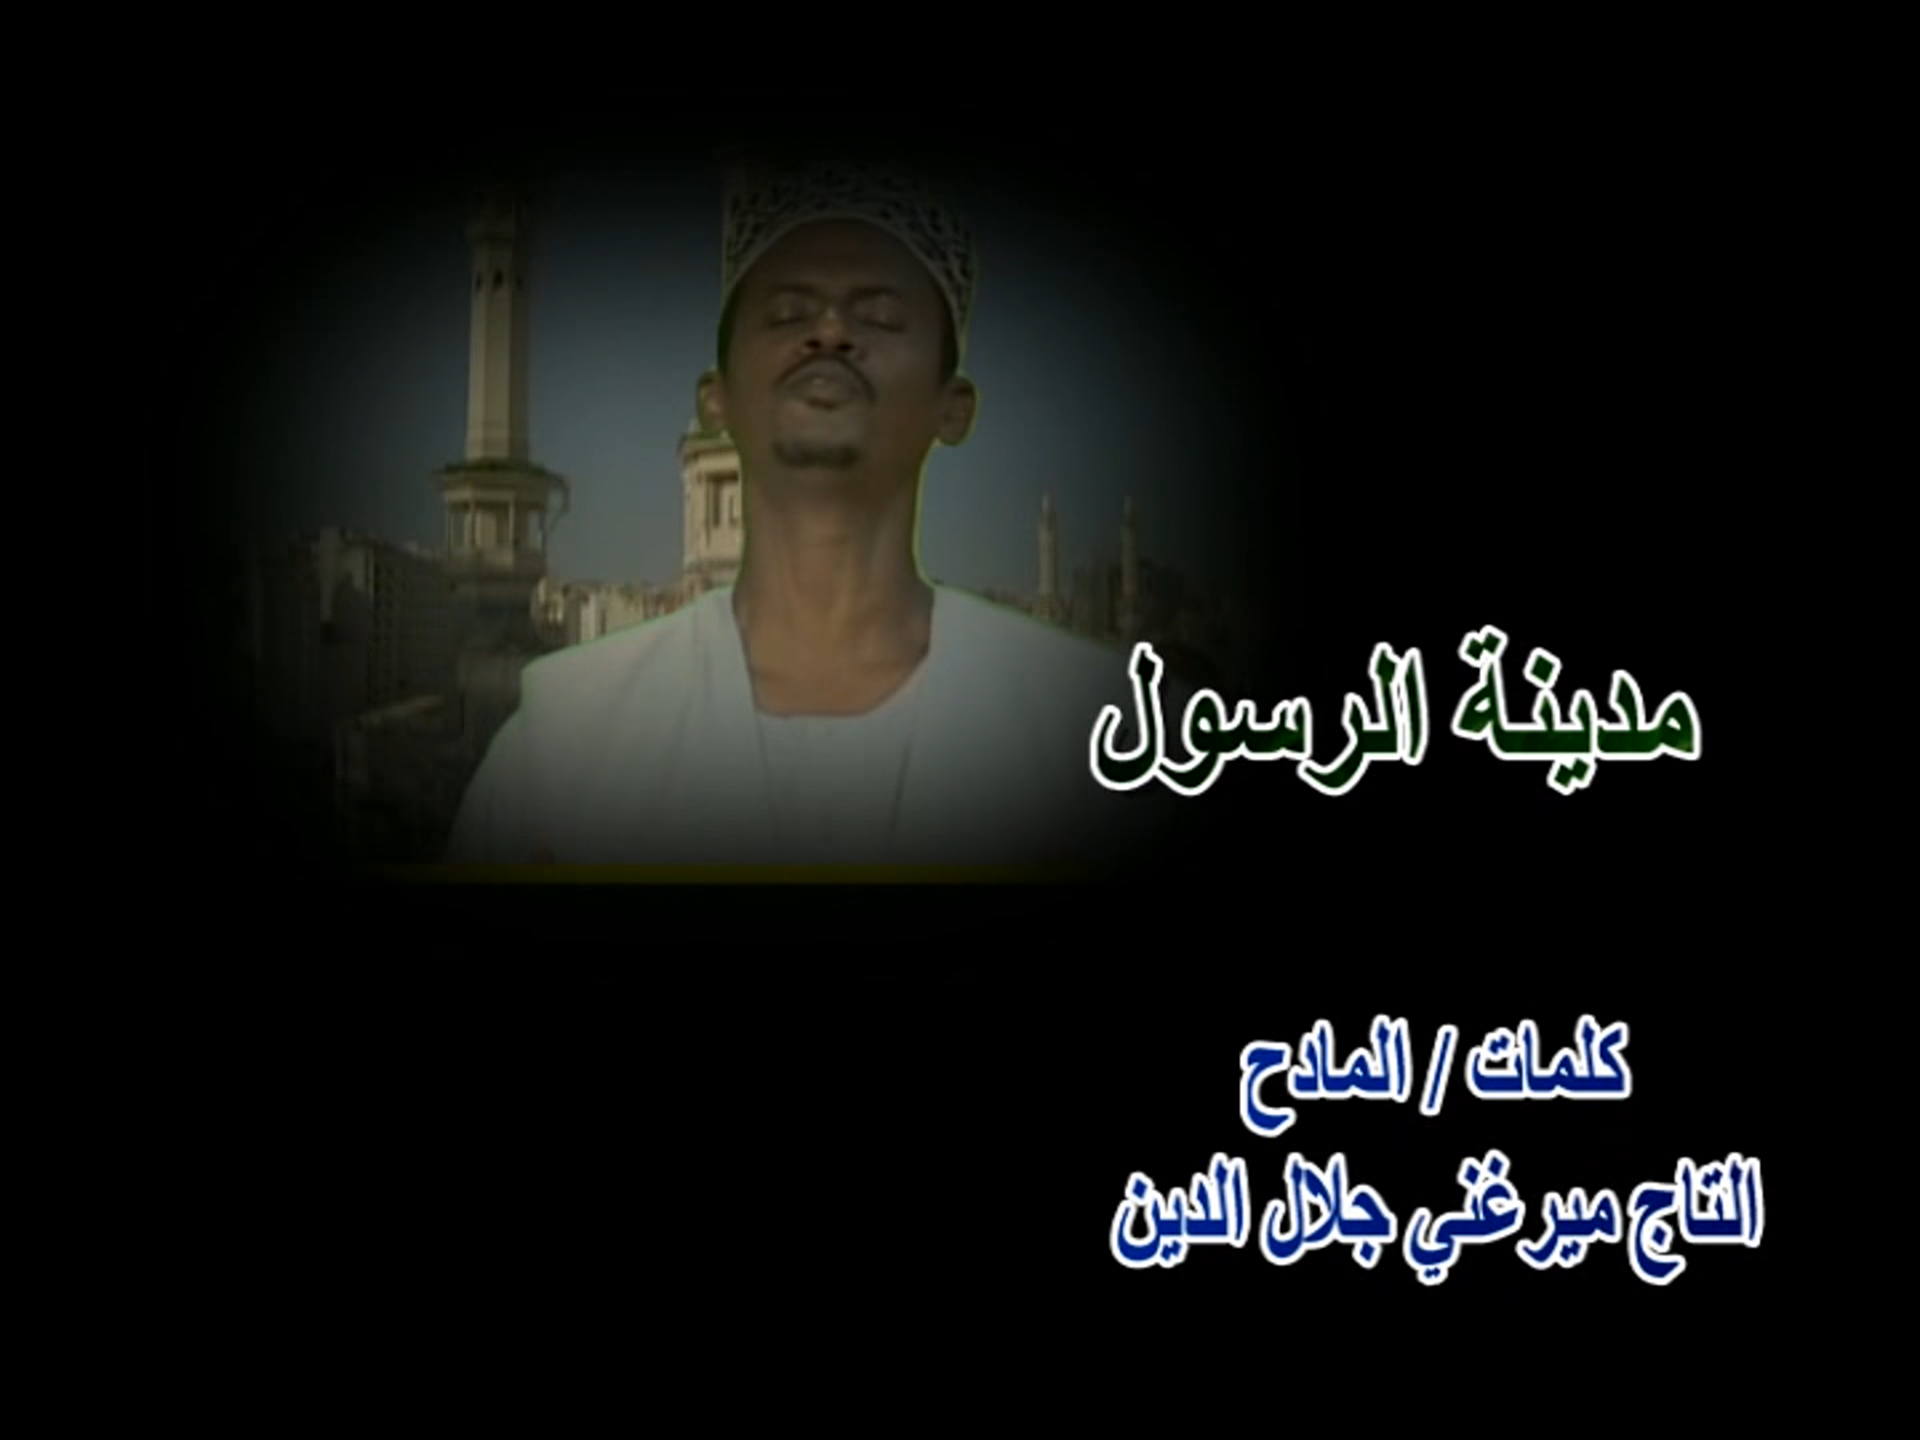 مدينة الرسول
كلمات / المادح
التاج ميرغني جلال الدين